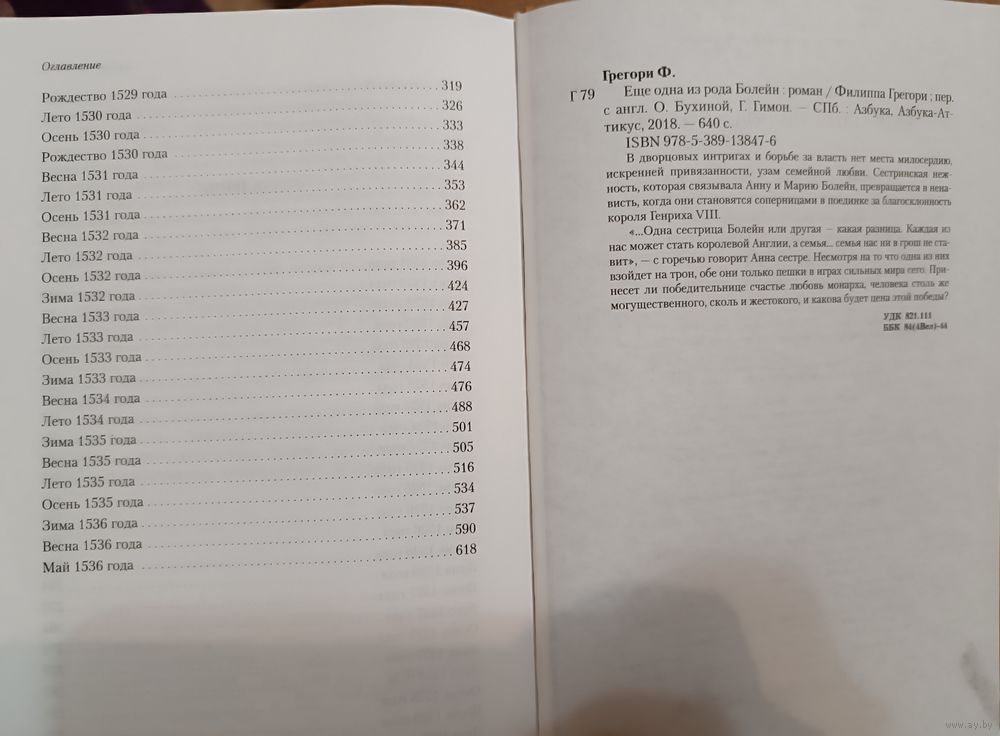 Оглавление
Рождество 1529 года 319
Лето 1530 года 326
Осень 1530 года 333
Рождество 1530 года 338
Весна 1531 года 344
Лето 1531 года 353
Осень 1531 года 362
Весна 1532 года 371
Лето 1532 года 385
Осень 1532 года 396
Зима 1532 года 424
Весна 1533 года 427
Лето 1533 года 457
Осень 1533 года 468
Зима 1533 года 474
Весна 1534 года 476
Лето 1534 года 488
Зима 1535 года 501
Весна 1535 года 505
Лето 1535 года 516
Осень 1535 года 534
Зима 1536 года 537
Весна 1536 года 590
Май 1536 года 618
Грегори Ф.
Г 79 Еще одна из рода Болейн : роман / Филиппа Грегори ; пер.
с англ. О. Бухиной, Г. Гимон. — СПб. : Азбука, Азбука-Ат-
тикус, 2018. — 640 с.
ISBN 978-5-389-13847-6
В дворцовых интригах и борьбе за власть нет места милосердию,
искренней привязанности, узам семейной любви. Сестринская неж-
ность, которая связывала Анну и Марию Болейн, превращается в нена-
висть, когда они становятся соперницами в поединке за благосклонность
короля Генриха VIII.
«...Одна сестрица Болейн или другая — какая разница. Каждая из
нас может стать королевой Англии, а семья... семья нас ни в грош не ста-
вит», — с горечью говорит Анна сестре. Несмотря на то что одна из них
взойдет на трон, обе они только пешки в играх сильных мира сего. При-
несет ли победительнице счастье любовь монарха, человека столь же
могущественного, сколь и жестокого, и какова будет цена этой победы?
УДК 821.111
ББК 84(4Вел)-44
www.ay.by